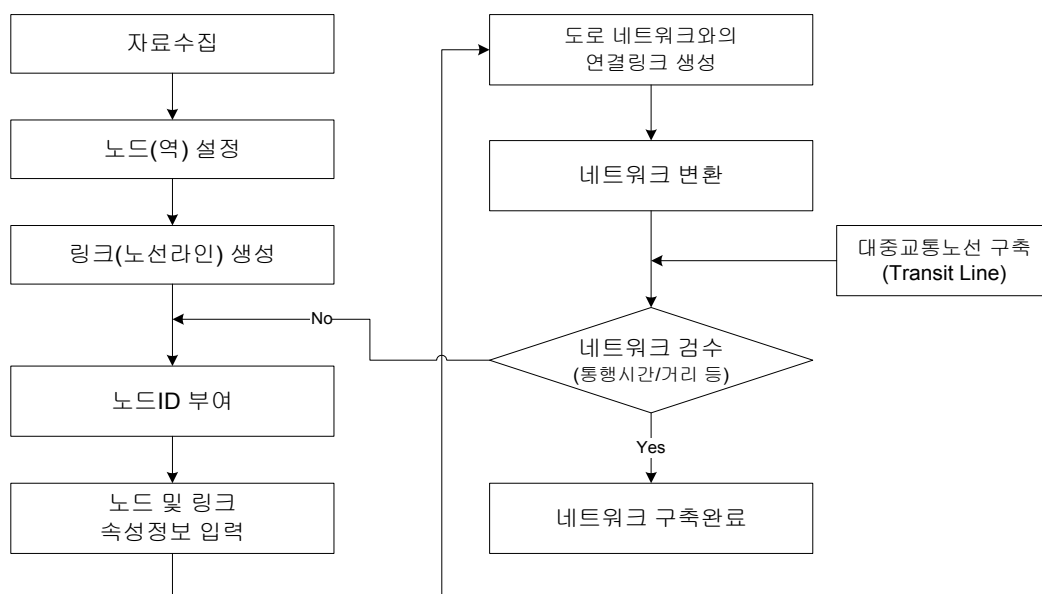 자료수집
노드(역) 설정
링크(노선라인) 생성
노드ID 부여
노드 및 링크
속성정보 입력
도로 네트워크와의
연결링크 생성
네트워크 변환
대중교통노선 구축
(Transit Line)
No
네트워크 검수
(통행시간/거리 등)
Yes
네트워크 구축완료